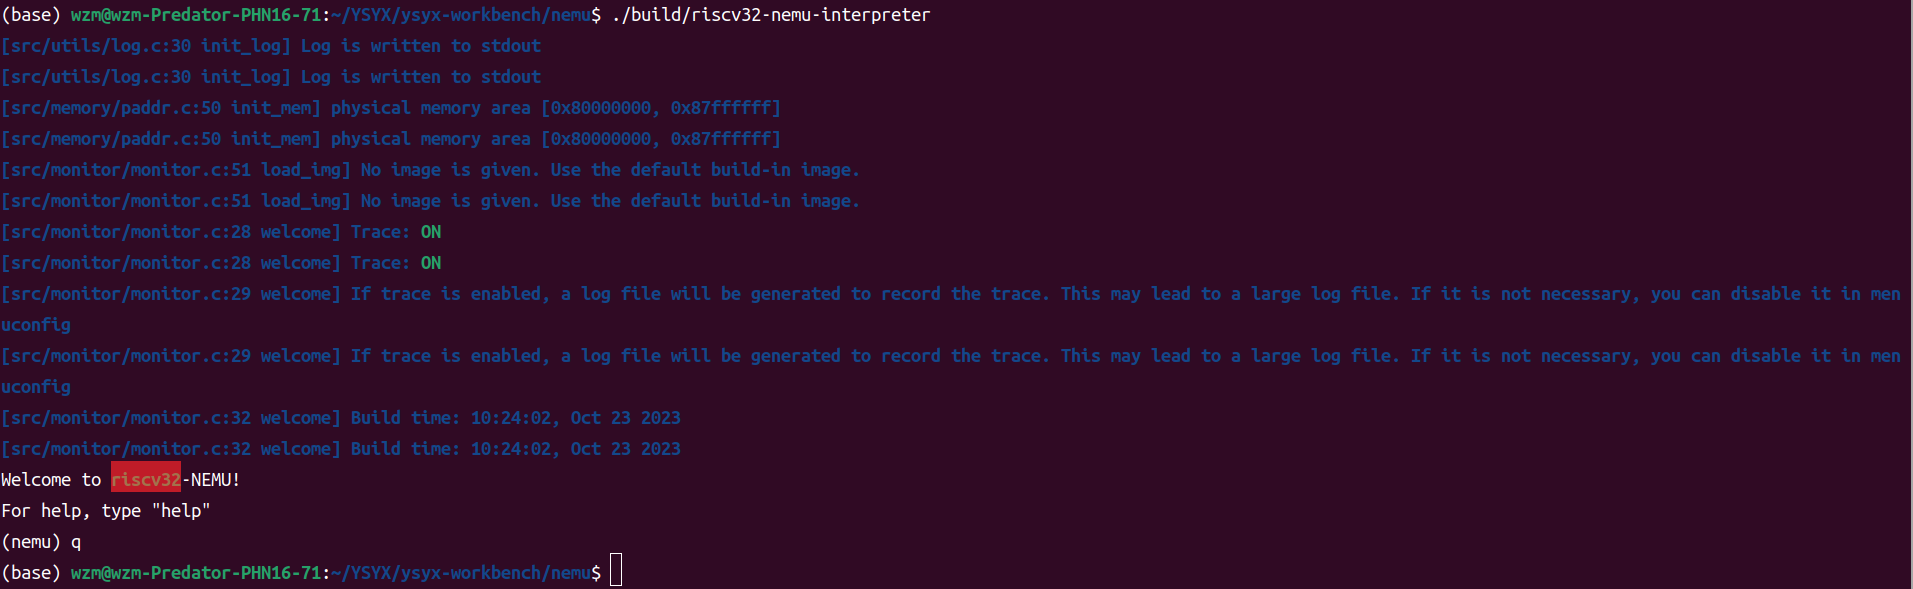 (base) wzm@wzm-Predator-PHN16-71:~/YSYX/ysyx-workbench/nemu$ ./build/riscv32-nemu-interpreter
[src/utils/log.c:30 init_log] Log is written to stdout
[src/utils/log.c:30 init_log] Log is written to stdout
[src/memory/paddr.c:50 init_mem] physical memory area [0x80000000, 0x87ffffff]
[src/memory/paddr.c:50 init_mem] physical memory area [0x80000000, 0x87ffffff]
[src/monitor/monitor.c:51 load_img] No image is given. Use the default build-in image.
[src/monitor/monitor.c:51 load_img] No image is given. Use the default build-in image.
[src/monitor/monitor.c:28 welcome] Trace: ON
[src/monitor/monitor.c:28 welcome] Trace: ON
[src/monitor/monitor.c:29 welcome] If trace is enabled, a log file will be generated to record the trace. This may lead to a large log file. If it is not necessary, you can disable it in men
uconfig
[src/monitor/monitor.c:29 welcome] If trace is enabled, a log file will be generated to record the trace. This may lead to a large log file. If it is not necessary, you can disable it in men
uconfig
[src/monitor/monitor.c:32 welcome] Build time: 10:24:02, Oct 23 2023
[src/monitor/monitor.c:32 welcome] Build time: 10:24:02, Oct 23 2023
Welcome to riscv32-NEMU!
For help, type "help"
(nemu) q
(base) wzm@wzm-Predator-PHN16-71:~/YSYX/ysyx-workbench/nemu$